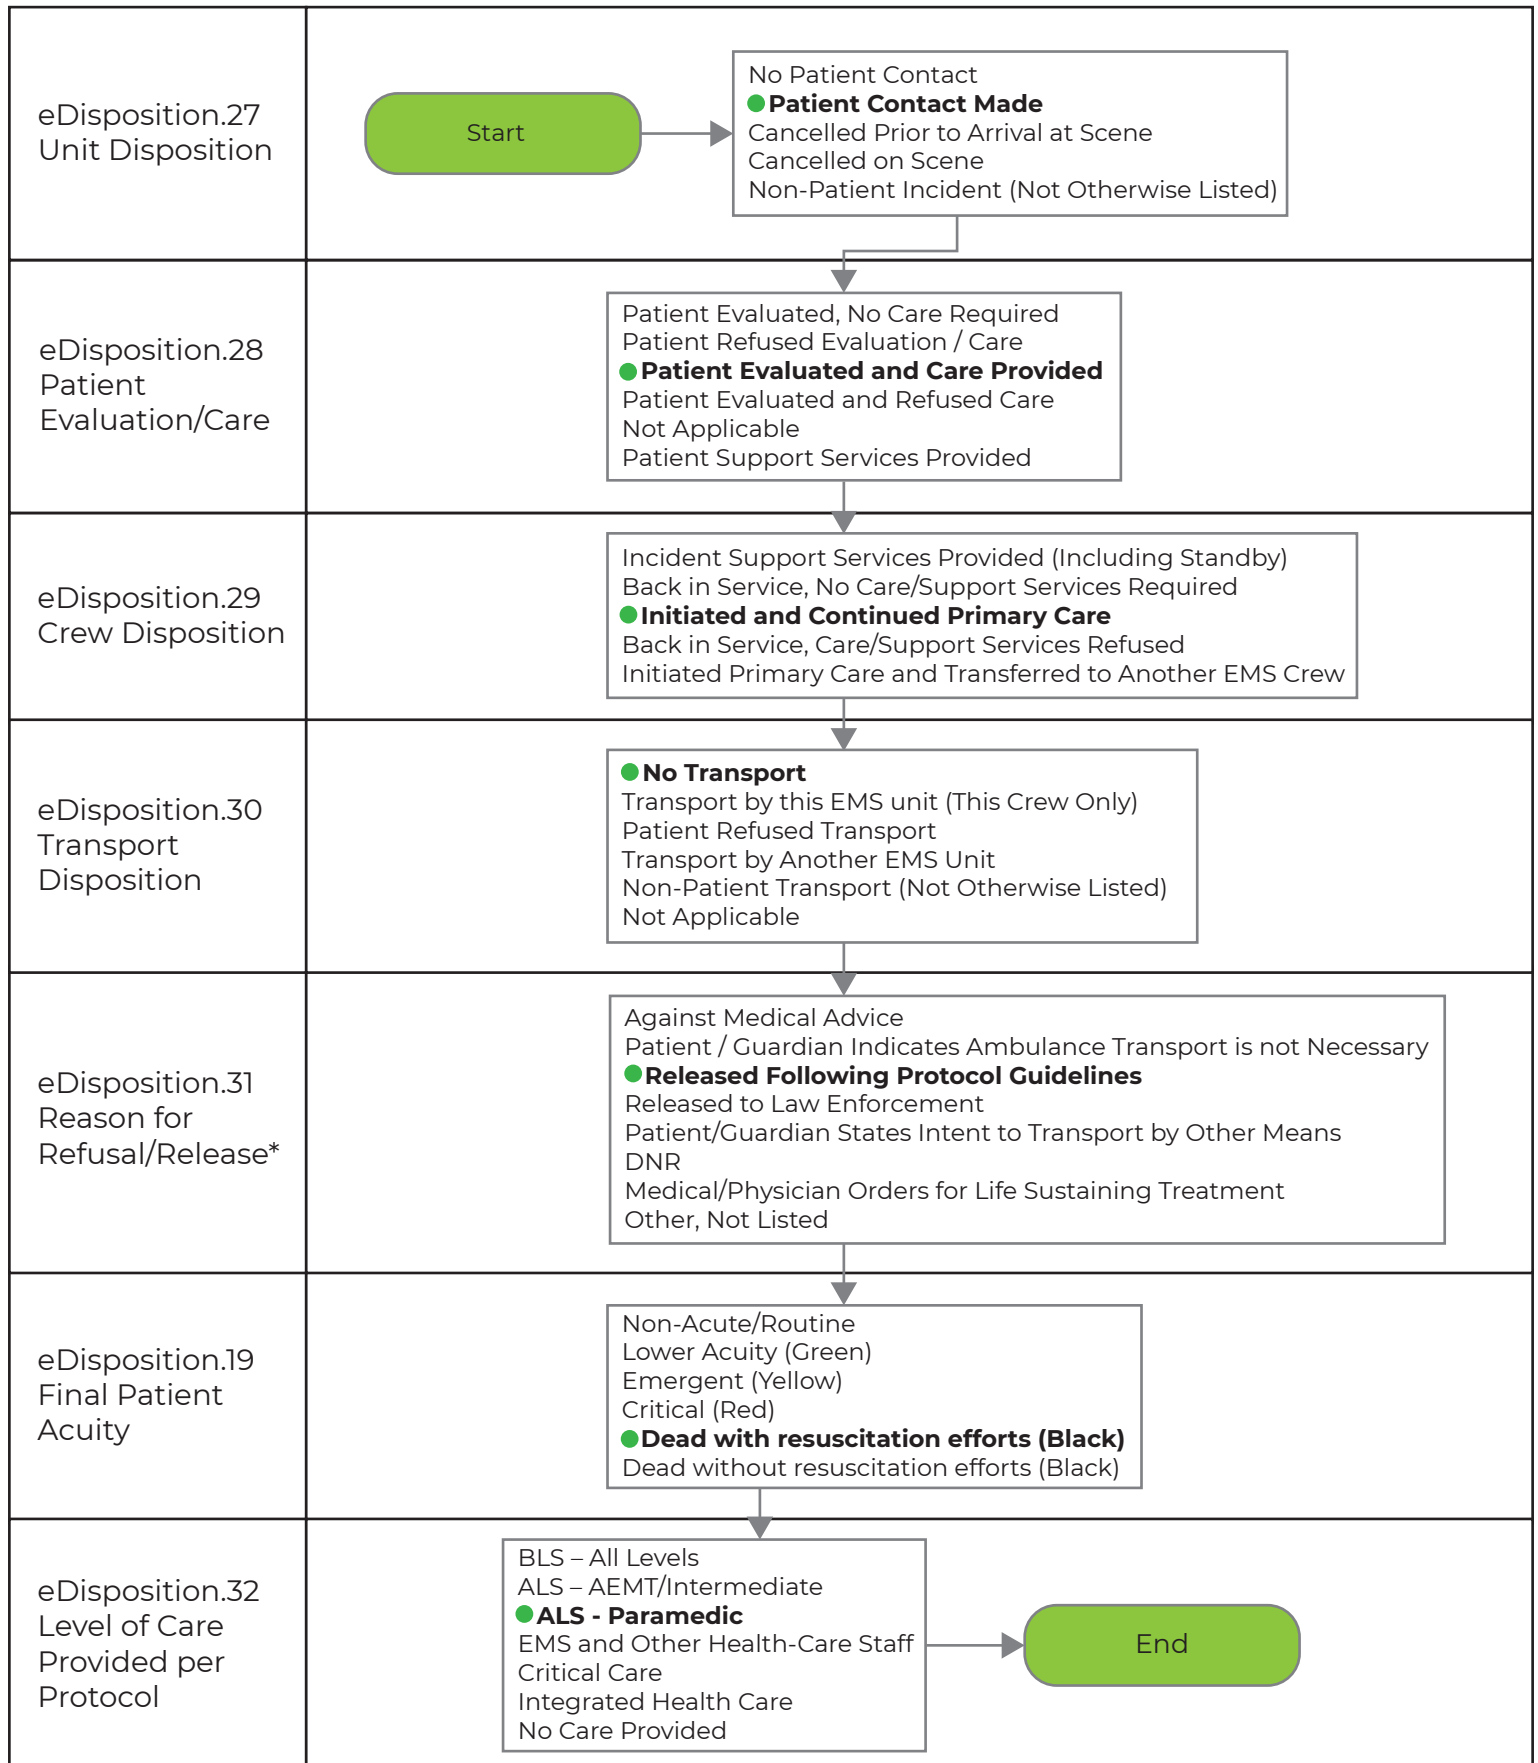 eDisposition.27
Unit Disposition
Start
No Patient Contact
Patient Contact Made
Cancelled Prior to Arrival at Scene
Cancelled on Scene
Non-Patient Incident (Not Otherwise Listed)
eDisposition.28
Patient
Evaluation/Care
Patient Evaluated, No Care Required
Patient Refused Evaluation / Care
Patient Evaluated and Care Provided
Patient Evaluated and Refused Care
Not Applicable
Patient Support Services Provided
eDisposition.29
Crew Disposition
Incident Support Services Provided (Including Standby)
Back in Service, No Care/Support Services Required
Initiated and Continued Primary Care
Back in Service, Care/Support Services Refused
Initiated Primary Care and Transferred to Another EMS Crew
eDisposition.30
Transport
Disposition
No Transport
Transport by this EMS unit (This Crew Only)
Patient Refused Transport
Transport by Another EMS Unit
Non-Patient Transport (Not Otherwise Listed)
Not Applicable
eDisposition.31
Reason for
Refusal/Release*
Against Medical Advice
Patient / Guardian Indicates Ambulance Transport is not Necessary
Released Following Protocol Guidelines
Released to Law Enforcement
Patient/Guardian States Intent to Transport by Other Means
DNR
Medical/Physician Orders for Life Sustaining Treatment
Other, Not Listed
eDisposition.19
Final Patient
Acuity
Non-Acute/Routine
Lower Acuity (Green)
Emergent (Yellow)
Critical (Red)
Dead with resuscitation efforts (Black)
Dead without resuscitation efforts (Black)
eDisposition.32
Level of Care
Provided per
Protocol
BLS – All Levels
ALS – AEMT/Intermediate
ALS - Paramedic
EMS and Other Health-Care Staff
Critical Care
Integrated Health Care
No Care Provided
End